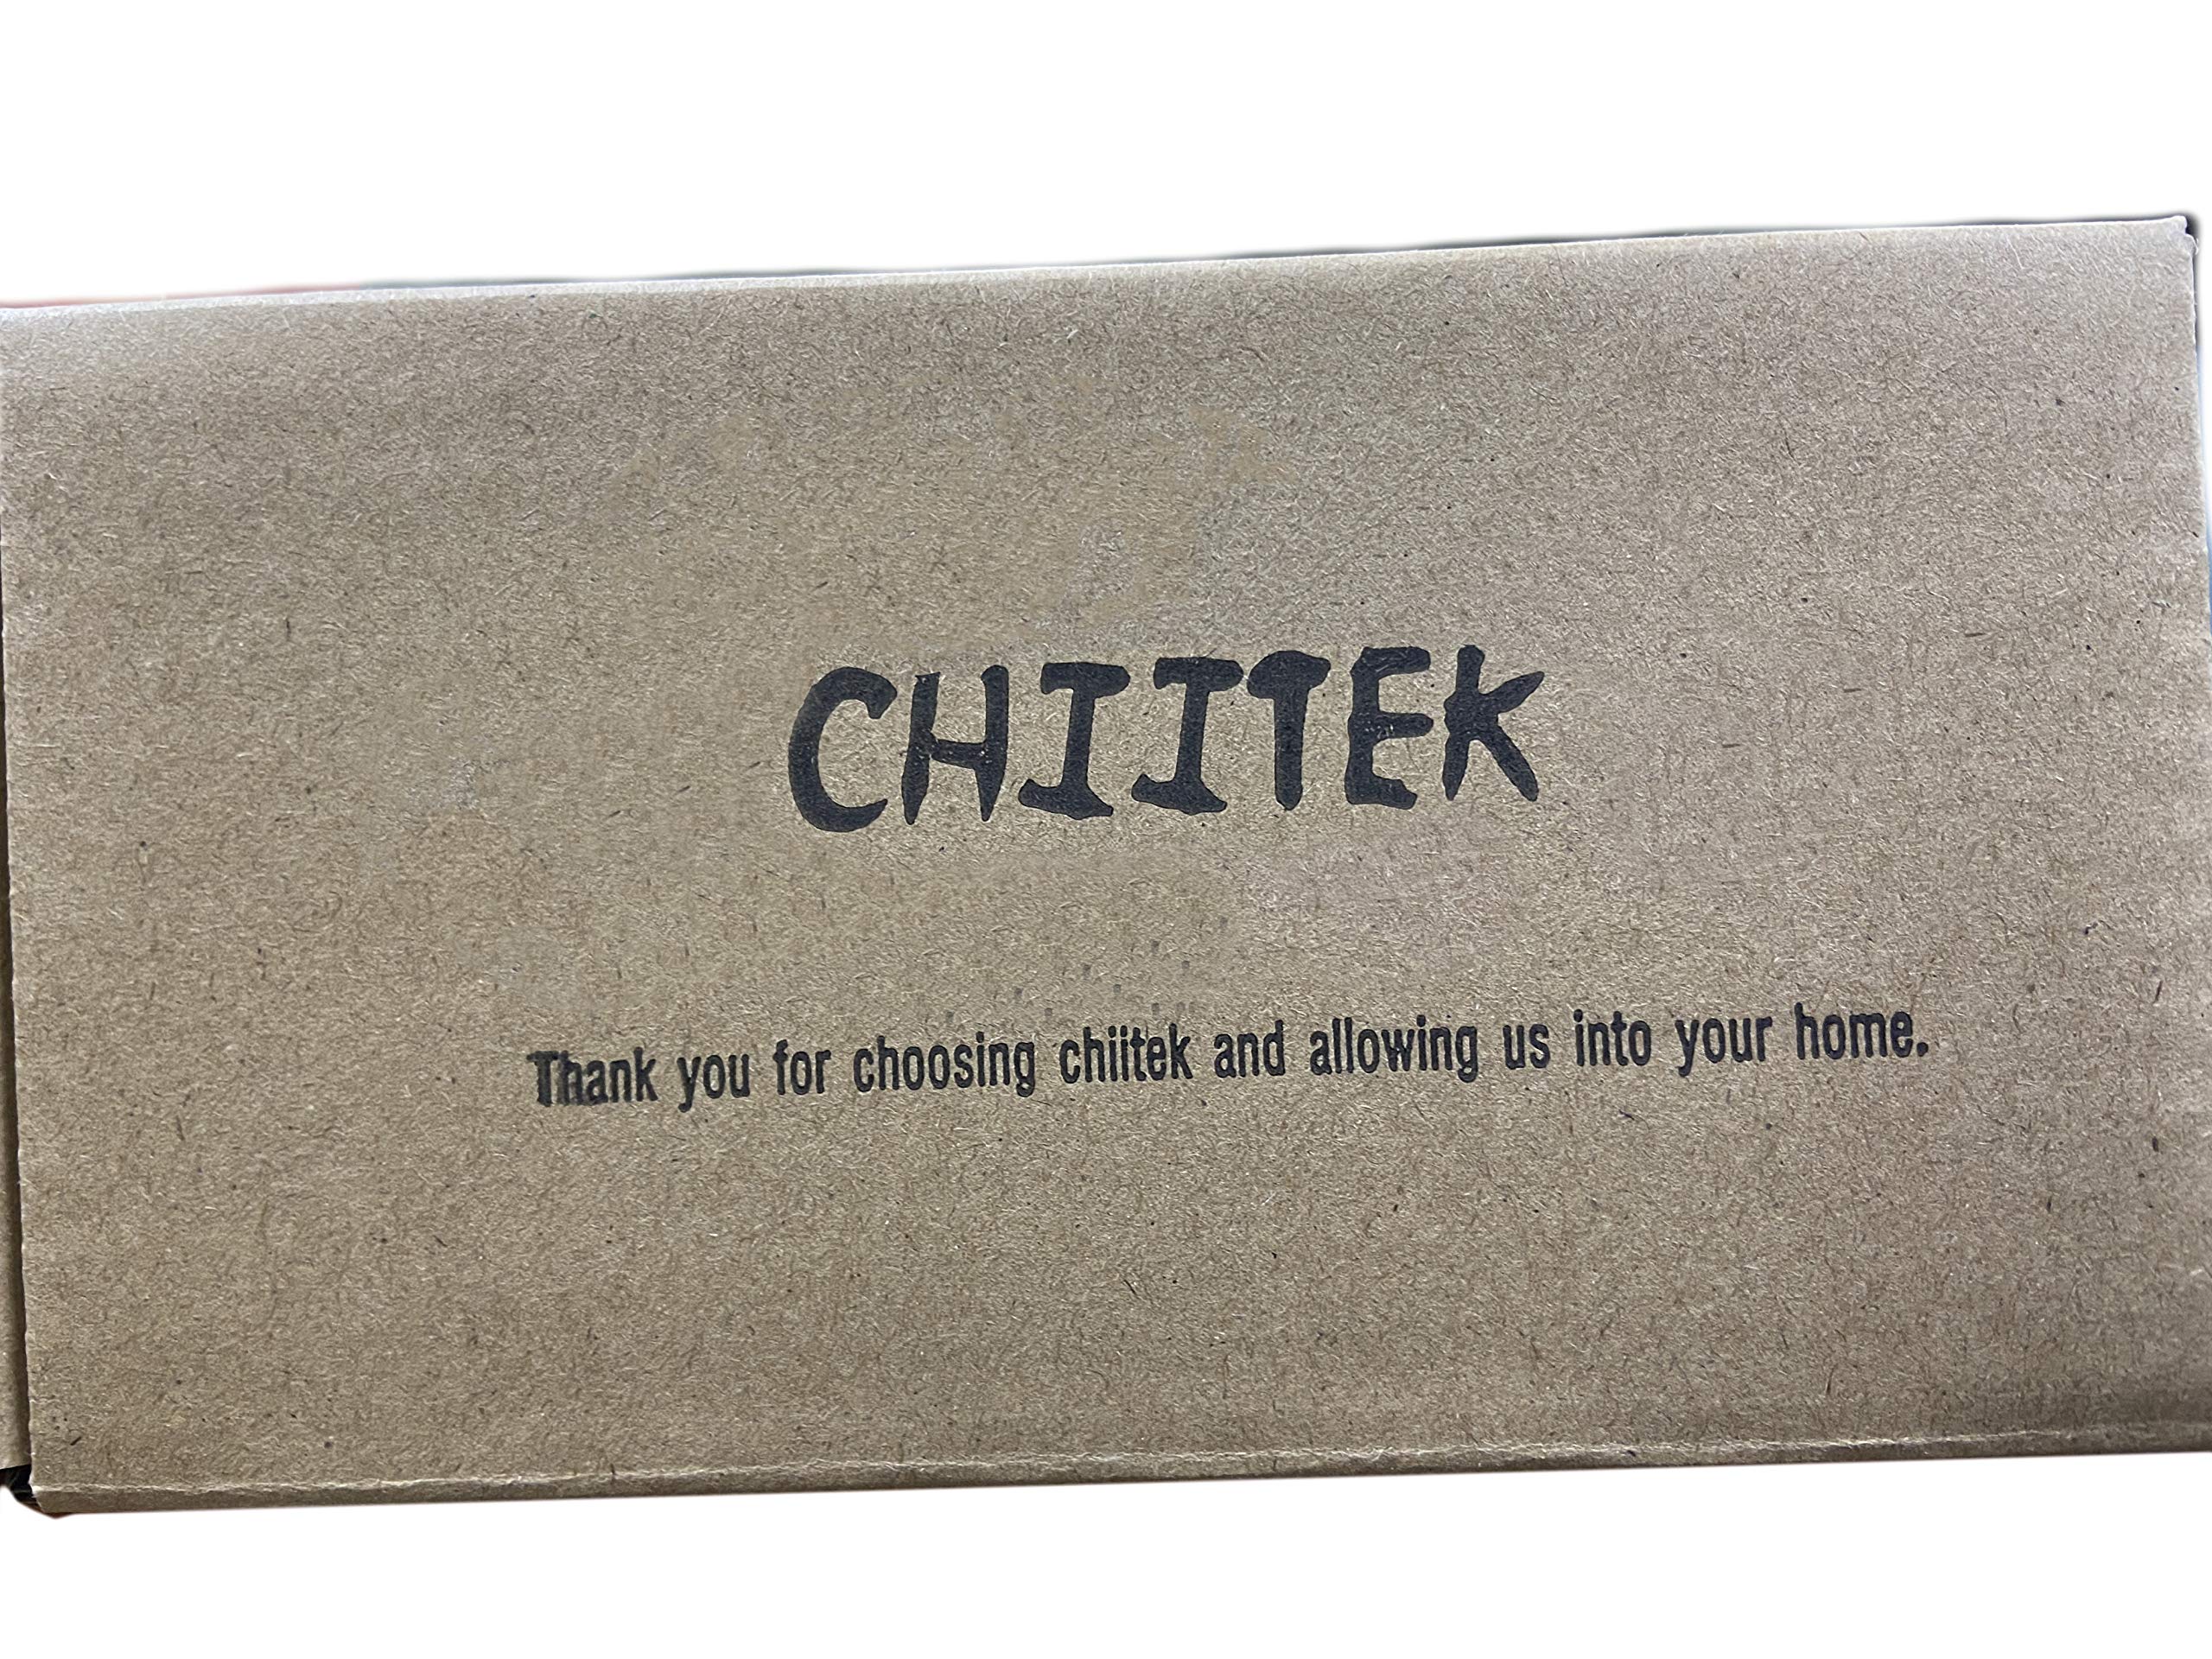 CHIITEK
Thank you for choosing chiitek and allowing us into your home.